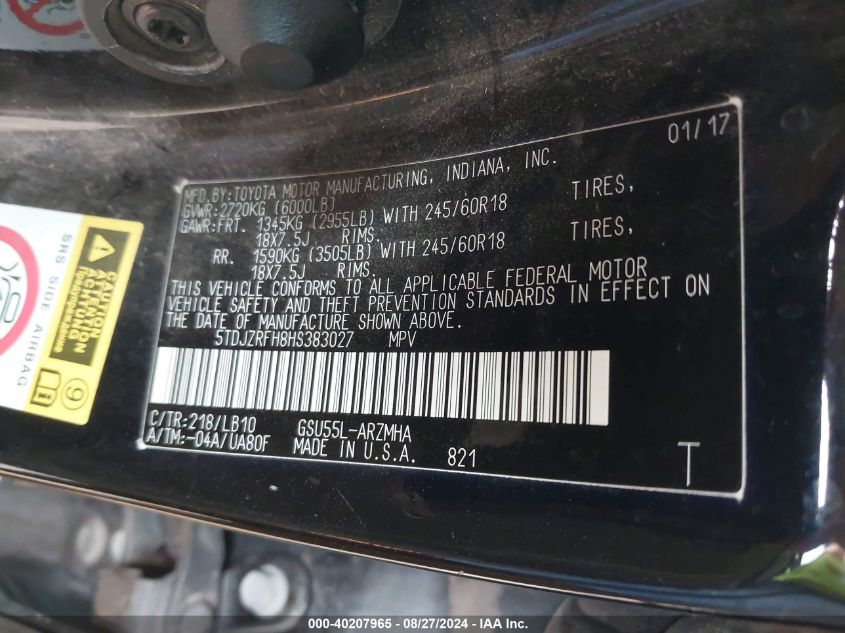 01/17
MFD.BY:TOYOTA MOTOR MANUFACTURING, INDIANA, INC.
GVWR:2720KG (6000LB)
GAWR:FRT. 1345KG (2955LB) WITH 245/60R18 TIRES,
18X7.5J RIMS.
RR. 1590KG (3505LB) WITH 245/60R18 TIRES,
18X7.5J RIMS.
THIS VEHICLE CONFORMS TO ALL APPLICABLE FEDERAL MOTOR
VEHICLE SAFETY AND THEFT PREVENTION STANDARDS IN EFFECT ON
THE DATE OF MANUFACTURE SHOWN ABOVE.
5TDJZRFH8HS383027 MPV
C/TR:218/LB10 GSU55L-ARZMHA
A/TM:-04A/UA80F MADE IN U.S.A. 821
T
CAUTION
ATTENTION
ACHTUNG
SRS SIDE AIRBAG
9
000-40207965 - 08/27/2024 - IAA Inc.